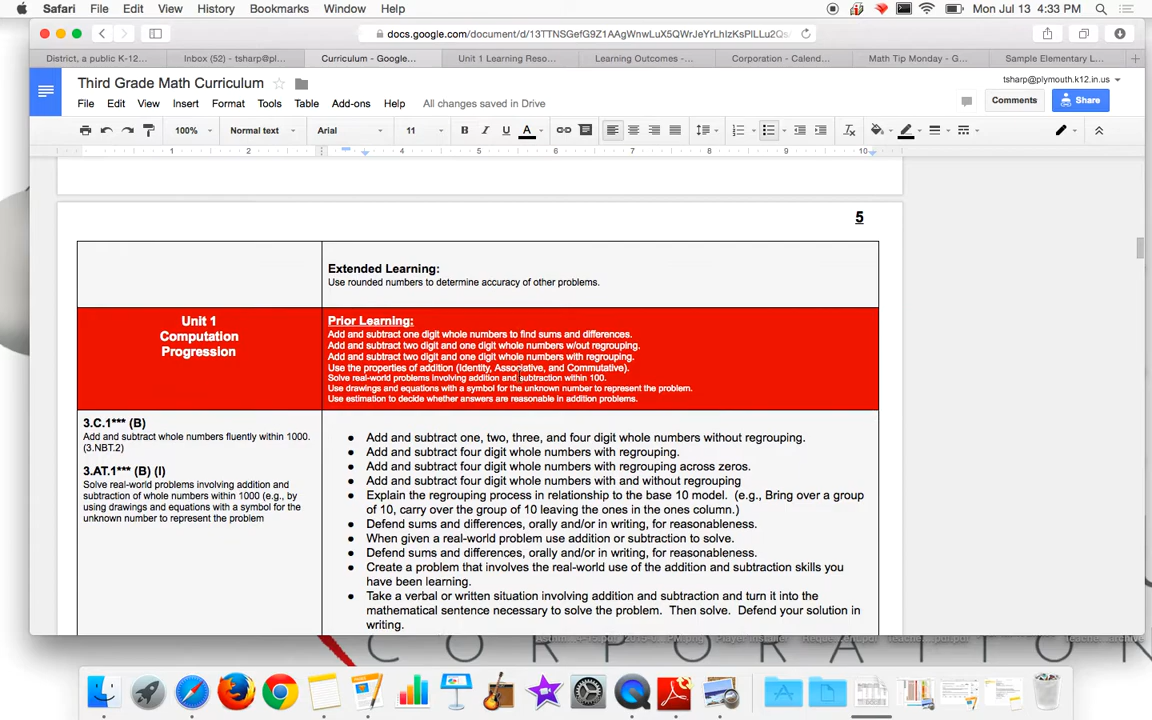 Safari File Edit View History Bookmarks Window Help Mon Jul 13 4:33 PM
docs.google.com/document/d/13TTNSGefG9Z1AAgWnwLuX5QWrJeYrLhIzKsPILLu2Qs
District, a public K-12... Inbox (52) - tsharp@pl... Curriculum - Google... Unit 1 Learning Reso... Learning Outcomes -... Corporation - Calend... Math Tip Monday - G... Sample Elementary L...
Third Grade Math Curriculum tsharp@plymouth.k12.in.us
File Edit View Insert Format Tools Table Add-ons Help All changes saved in Drive Comments Share
100% Normal text Arial 11 B I U A
1 2 4 5 6 7 8 9 10
5
Extended Learning:
Use rounded numbers to determine accuracy of other problems.
Unit 1
Computation
Progression
Prior Learning:
Add and subtract one digit whole numbers to find sums and differences.
Add and subtract two digit and one digit whole numbers w/out regrouping.
Add and subtract two digit and one digit whole numbers with regrouping.
Use the properties of addition (Identity, Associative, and Commutative).
Solve real-world problems involving addition and subtraction within 100.
Use drawings and equations with a symbol for the unknown number to represent the problem.
Use estimation to decide whether answers are reasonable in addition problems.
3.C.1*** (B)
Add and subtract whole numbers fluently within 1000.
(3.NBT.2)
3.AT.1*** (B) (I)
Solve real-world problems involving addition and
subtraction of whole numbers within 1000 (e.g., by
using drawings and equations with a symbol for the
unknown number to represent the problem
● Add and subtract one, two, three, and four digit whole numbers without regrouping.
● Add and subtract four digit whole numbers with regrouping.
● Add and subtract four digit whole numbers with regrouping across zeros.
● Add and subtract four digit whole numbers with and without regrouping
● Explain the regrouping process in relationship to the base 10 model. (e.g., Bring over a group
of 10, carry over the group of 10 leaving the ones in the ones column.)
● Defend sums and differences, orally and/or in writing, for reasonableness.
● When given a real-world problem use addition or subtraction to solve.
● Defend sums and differences, orally and/or in writing, for reasonableness.
● Create a problem that involves the real-world use of the addition and subtraction skills you
have been learning.
● Take a verbal or written situation involving addition and subtraction and turn it into the
mathematical sentence necessary to solve the problem. Then solve. Defend your solution in
writing.
CORPORATION